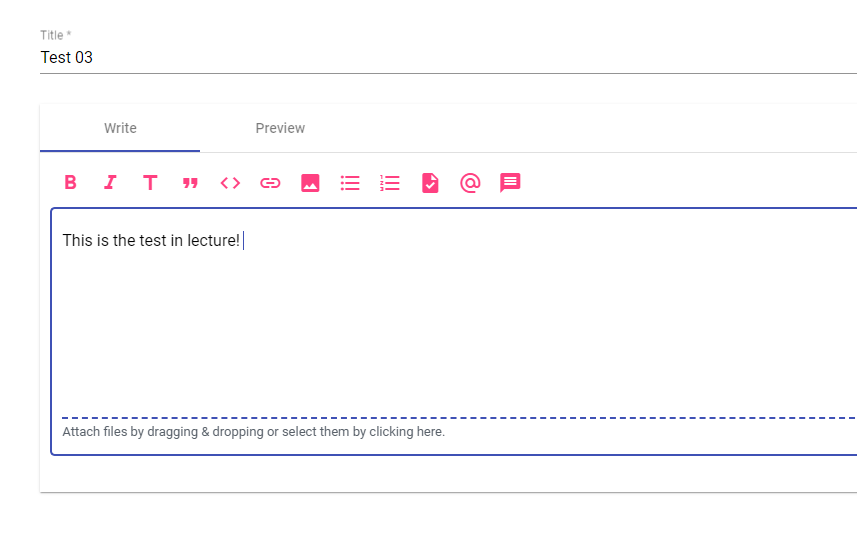 Title *
Test 03
Write
Preview
This is the test in lecture!
Attach files by dragging & dropping or select them by clicking here.